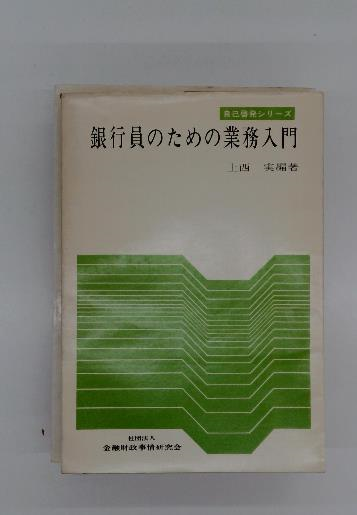 自己啓発シリーズ
銀行員のための業務入門
上西 実編著
社団法人
金融財政事情研究会